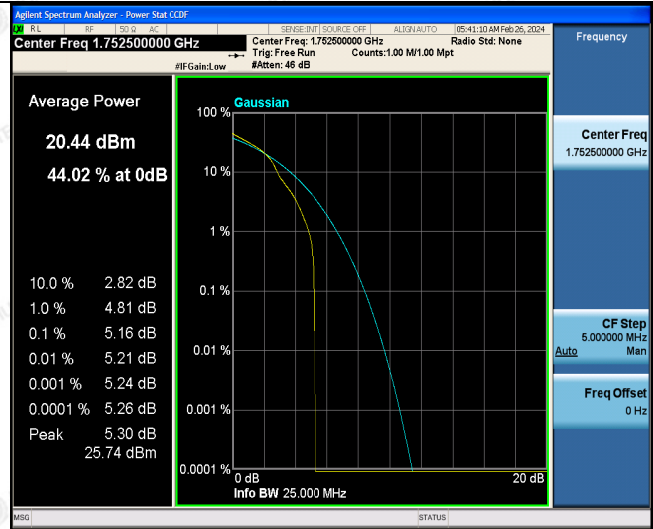 Agilent Spectrum Analyzer - Power Stat CCDF
LXI RL RF 50 Ω AC SENSE:INT SOURCE OFF ALIGN AUTO 05:41:10 AM Feb 26, 2024
Center Freq 1.752500000 GHz
Center Freq: 1.752500000 GHz Radio Std: None
Trig: Free Run Counts:1.00 M/1.00 Mpt
#IFGain:Low #Atten: 46 dB
Frequency
Average Power
20.44 dBm
44.02 % at 0dB
10.0 % 2.82 dB
1.0 % 4.81 dB
0.1 % 5.16 dB
0.01 % 5.21 dB
0.001 % 5.24 dB
0.0001 % 5.26 dB
Peak 5.30 dB
25.74 dBm
Gaussian
100 %
10 %
1 %
0.1 %
0.01 %
0.001 %
0.0001 %
0 dB 20 dB
Info BW 25.000 MHz
Center Freq
1.752500000 GHz
CF Step
5.000000 MHz
Auto Man
Freq Offset
0 Hz
MSG STATUS